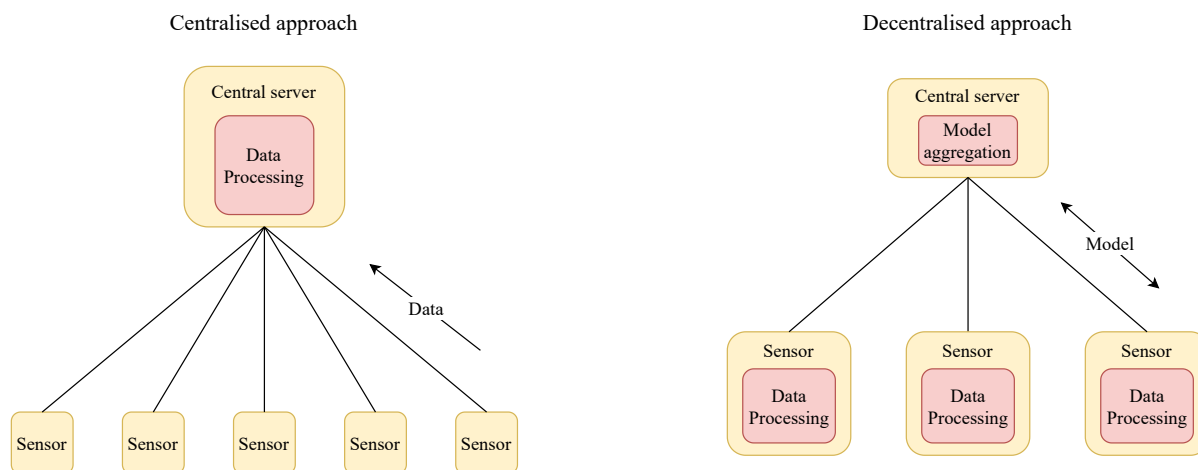 Centralised approach
Central server
Data
Processing
Data
Sensor
Sensor
Sensor
Sensor
Sensor
Decentralised approach
Central server
Model
aggregation
Model
Sensor
Data
Processing
Sensor
Data
Processing
Sensor
Data
Processing